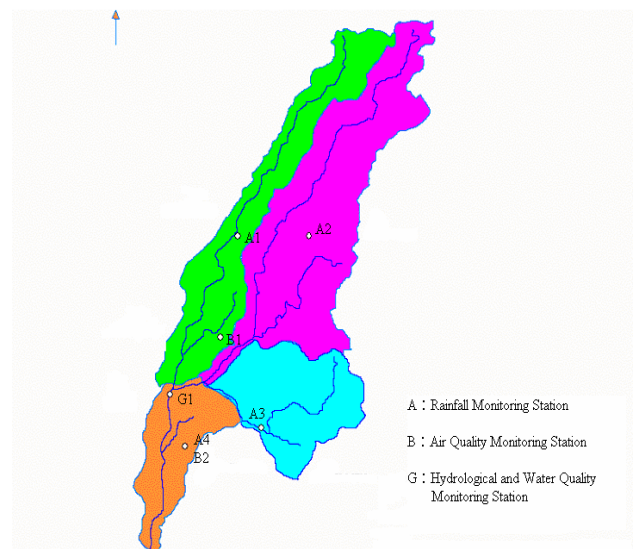 A1
A2
B1
G1
A3
A4
B2
A：Rainfall Monitoring Station
B：Air Quality Monitoring Station
G：Hydrological and Water Quality
Monitoring Station